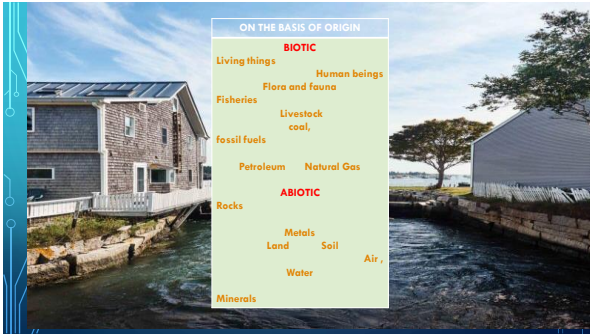 ON THE BASIS OF ORIGIN
BIOTIC
Living things
Human beings
Flora and fauna
Fisheries
Livestock
coal,
fossil fuels
Petroleum Natural Gas
ABIOTIC
Rocks
Metals
Land Soil
Air ,
Water
Minerals